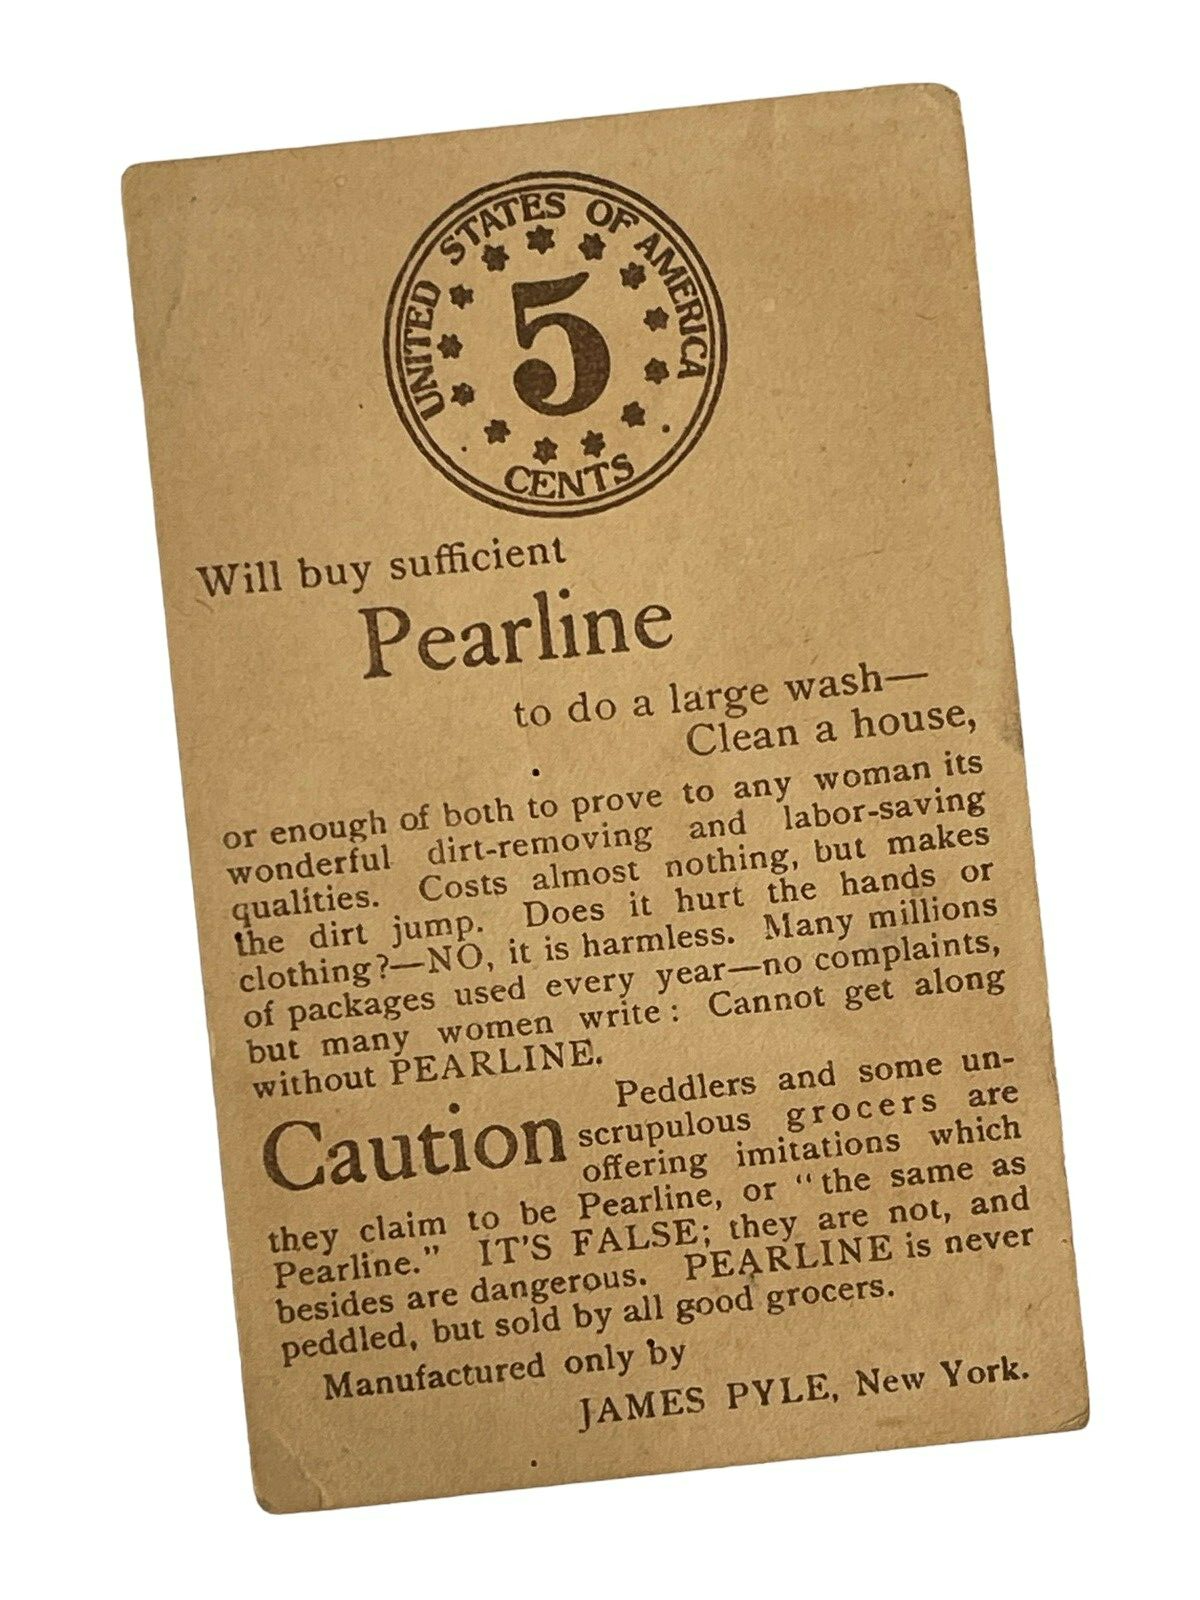 UNITED STATES OF AMERICA
5
CENTS
Will buy sufficient
Pearline
to do a large wash—
Clean a house,
or enough of both to prove to any woman its
wonderful dirt-removing and labor-saving
qualities. Costs almost nothing, but makes
the dirt jump. Does it hurt the hands or
clothing?—NO, it is harmless. Many millions
of packages used every year—no complaints,
but many women write: Cannot get along
without PEARLINE.
Caution Peddlers and some un-
scrupulous grocers are
offering imitations which
they claim to be Pearline, or "the same as
Pearline." IT'S FALSE; they are not, and
besides are dangerous. PEARLINE is never
peddled, but sold by all good grocers.
Manufactured only by
JAMES PYLE, New York.